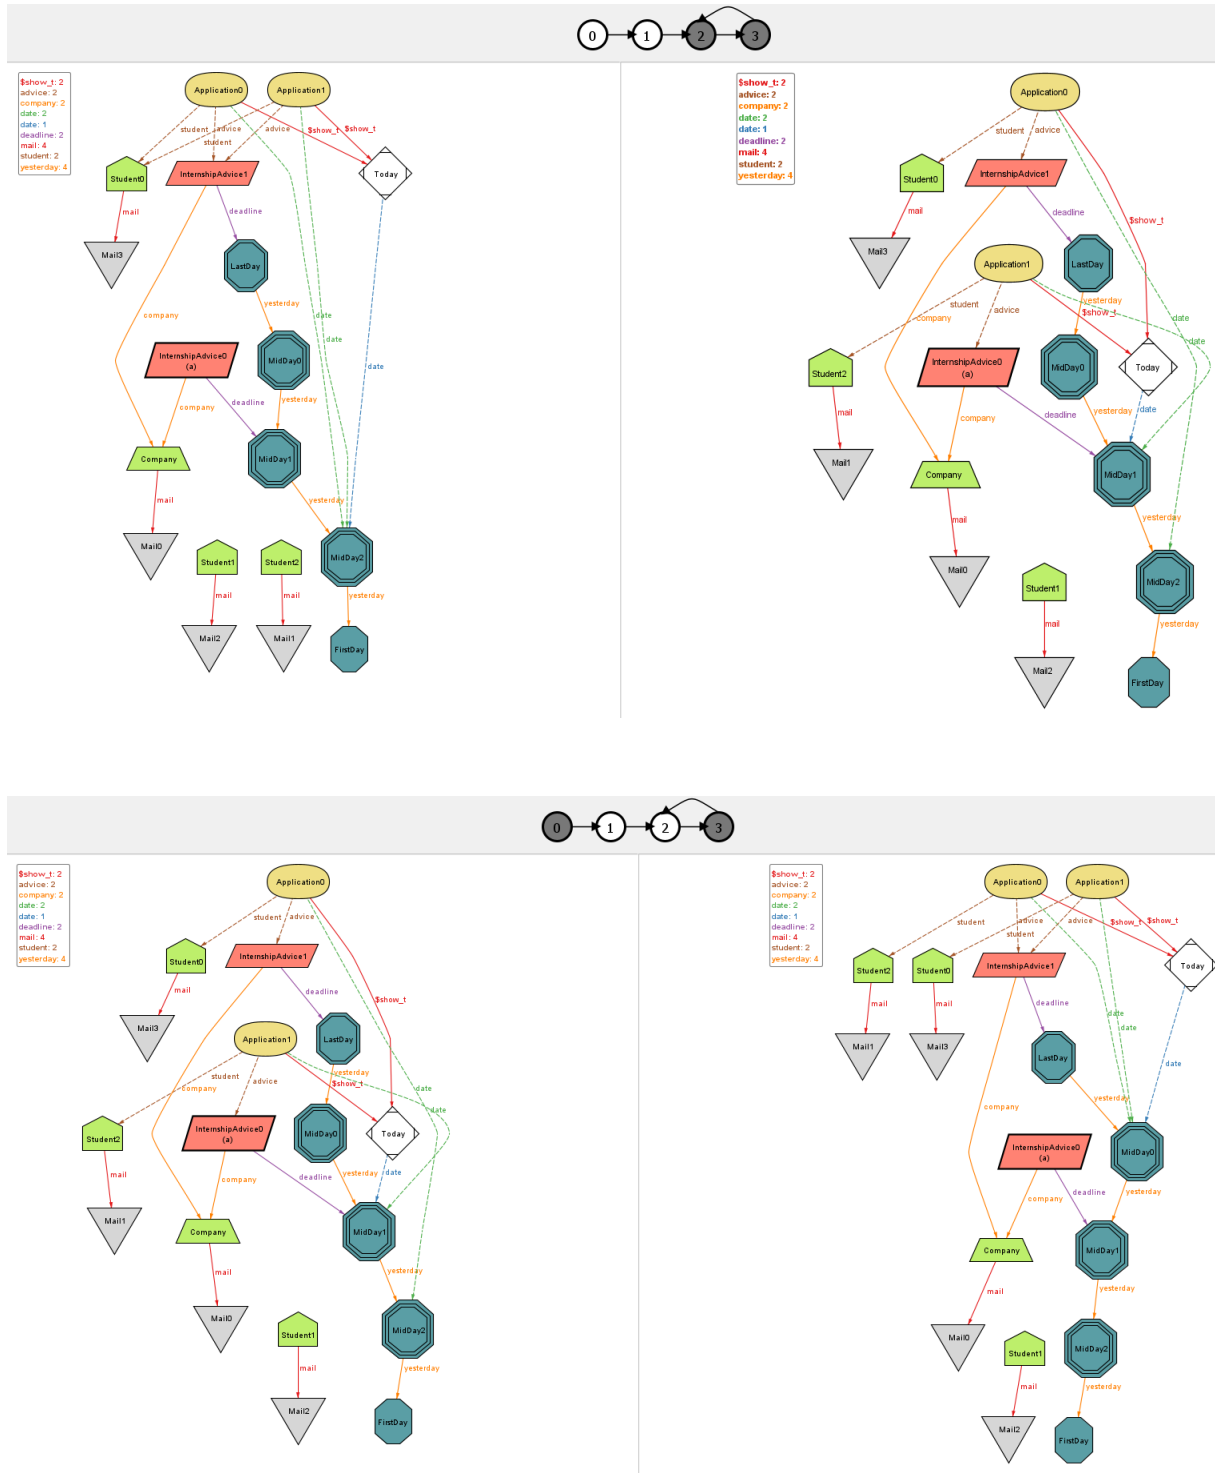 0 1 2 3
$show_t: 2
advice: 2
company: 2
date: 2
date: 1
deadline: 2
mail: 4
student: 2
yesterday: 4
Application0 Application1
student advice advice $show_t $show_t
student
Student0 InternshipAdvice1 Today
mail deadline
Mail3 LastDay
yesterday
company date
date
InternshipAdvice0
(a)
MidDay0
date
yesterday
company deadline
Company MidDay1
mail yesterday
Mail0 Student1 Student2 MidDay2
mail mail yesterday
Mail2 Mail1 FirstDay
$show_t: 2
advice: 2
company: 2
date: 2
date: 1
deadline: 2
mail: 4
student: 2
yesterday: 4
Application0
student advice
Student0 InternshipAdvice1
mail deadline $show_t
Mail3
Application1 LastDay
student yesterday
company advice $show_t date
date
InternshipAdvice0
(a)
Student2 MidDay0 Today
mail company deadline yesterday date
Mail1 Company MidDay1
mail yesterday
Mail0 Student1 MidDay2
mail yesterday
Mail2 FirstDay
0 1 2 3
$show_t: 2
advice: 2
company: 2
date: 2
date: 1
deadline: 2
mail: 4
student: 2
yesterday: 4
Application0
student advice
Student0 InternshipAdvice1
mail deadline $show_t
Mail3
Application1 LastDay
yesterday
student advice $show_t
company date
date
Student2 InternshipAdvice0
(a)
MidDay0 Today
mail company deadline yesterday date
Mail1 Company MidDay1
mail yesterday
Mail0 Student1 MidDay2
mail yesterday
Mail2 FirstDay
$show_t: 2
advice: 2
company: 2
date: 2
date: 1
deadline: 2
mail: 4
student: 2
yesterday: 4
Application0 Application1
student advice advice $show_t $show_t
student
Student2 Student0 InternshipAdvice1 Today
mail mail deadline
Mail1 Mail3 LastDay
date
date
date
yesterday
company
InternshipAdvice0
(a)
MidDay0
company deadline yesterday
Company MidDay1
mail yesterday
Mail0 Student1 MidDay2
mail yesterday
Mail2 FirstDay